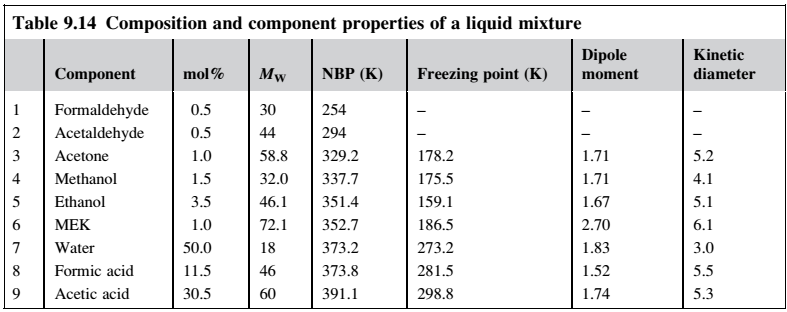 Table 9.14 Composition and component properties of a liquid mixture
Component mol% MW NBP (K) Freezing point (K) Dipole moment Kinetic diameter
1 Formaldehyde 0.5 30 254 – – –
2 Acetaldehyde 0.5 44 294 – – –
3 Acetone 1.0 58.8 329.2 178.2 1.71 5.2
4 Methanol 1.5 32.0 337.7 175.5 1.71 4.1
5 Ethanol 3.5 46.1 351.4 159.1 1.67 5.1
6 MEK 1.0 72.1 352.7 186.5 2.70 6.1
7 Water 50.0 18 373.2 273.2 1.83 3.0
8 Formic acid 11.5 46 373.8 281.5 1.52 5.5
9 Acetic acid 30.5 60 391.1 298.8 1.74 5.3